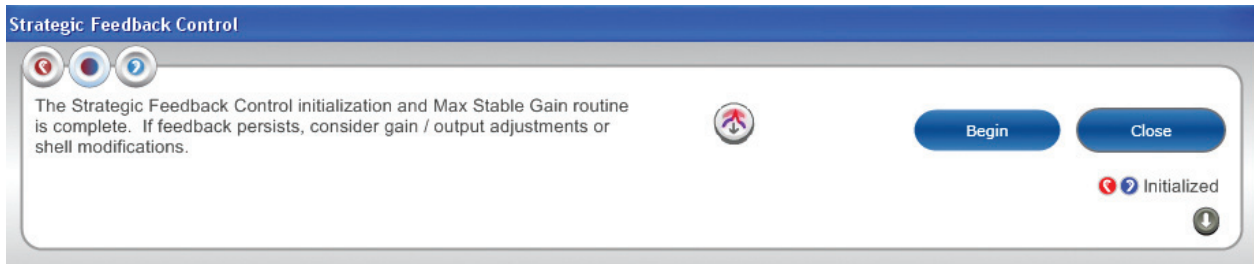 Strategic Feedback Control
The Strategic Feedback Control initialization and Max Stable Gain routine
is complete. If feedback persists, consider gain / output adjustments or
shell modifications.
Begin
Close
Initialized